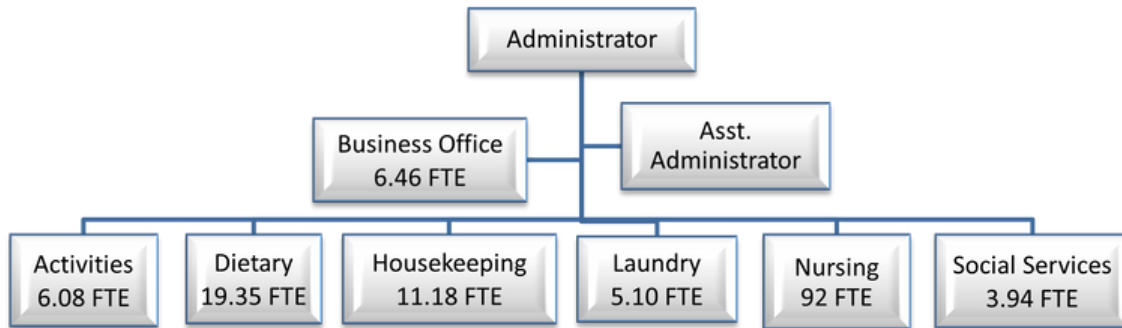 Administrator
Business Office
6.46 FTE
Asst.
Administrator
Activities
6.08 FTE
Dietary
19.35 FTE
Housekeeping
11.18 FTE
Laundry
5.10 FTE
Nursing
92 FTE
Social Services
3.94 FTE